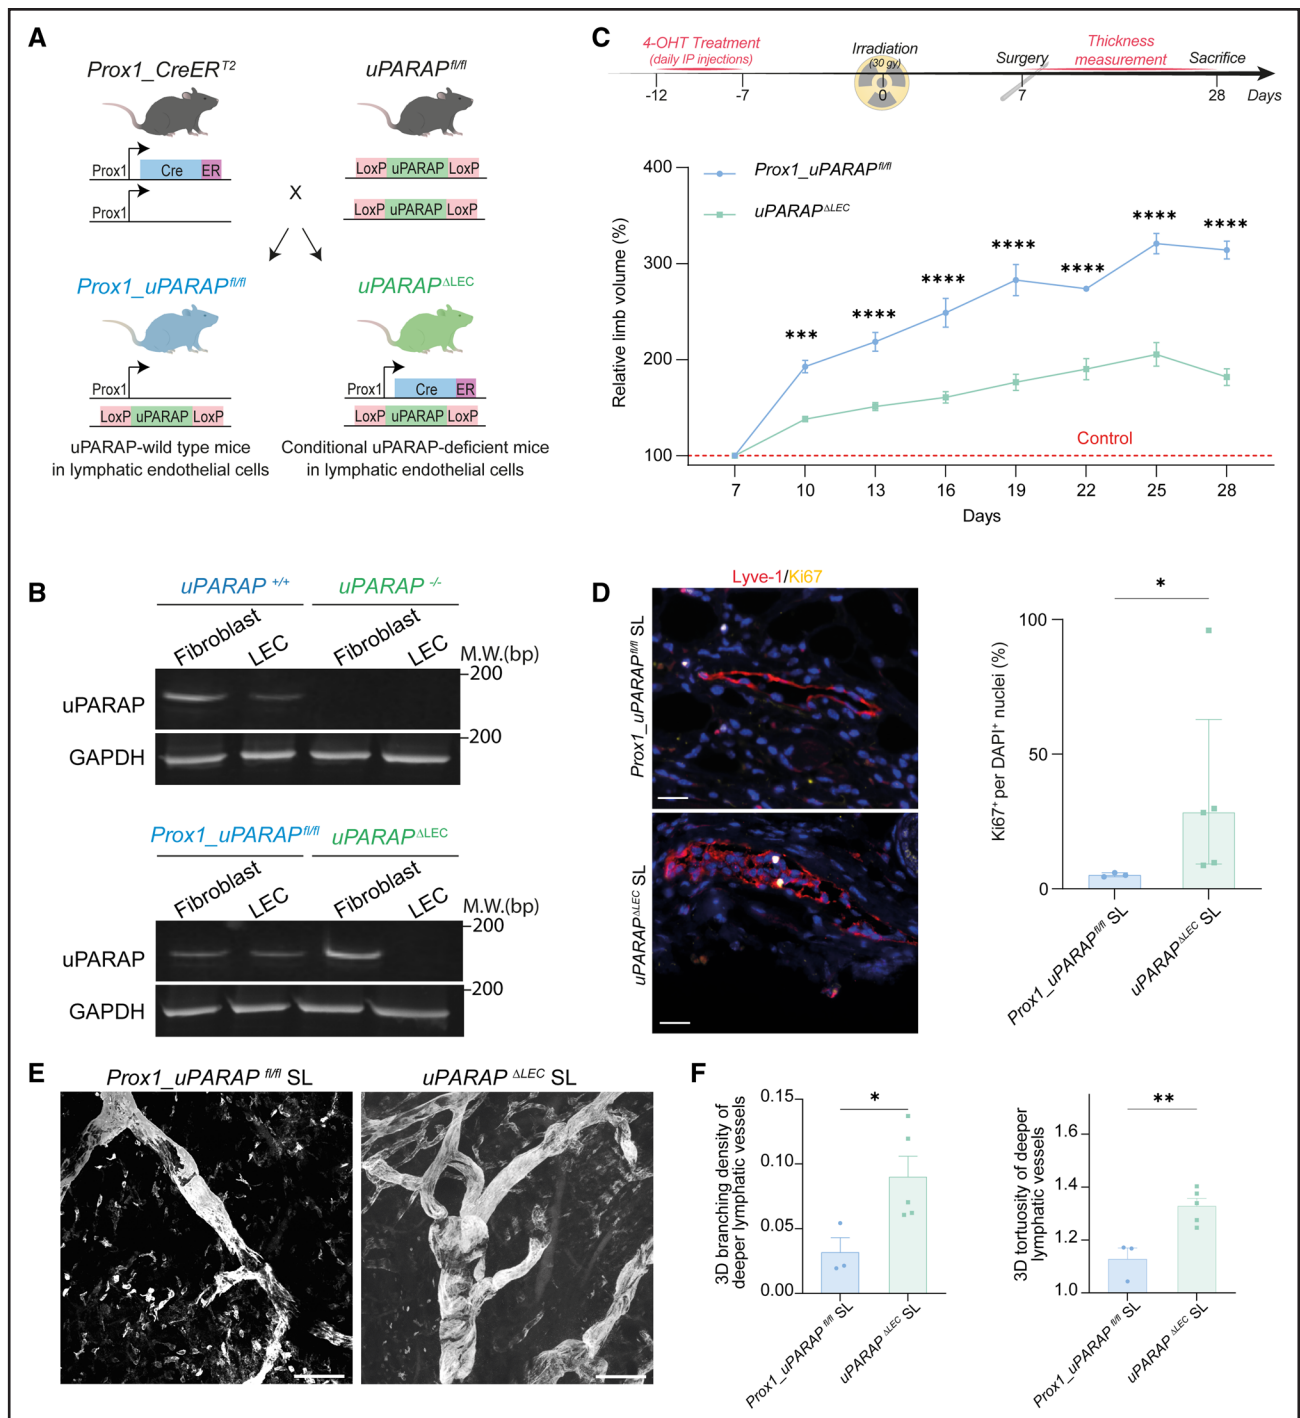 A
Prox1_CreER^T2
uPARAP^fl/fl
Prox1
Cre
ER
Prox1
LoxP
uPARAP
LoxP
LoxP
uPARAP
LoxP
X
Prox1_uPARAP^fl/fl
uPARAP^ΔLEC
Prox1
LoxP
uPARAP
LoxP
Prox1
Cre
ER
LoxP
uPARAP
LoxP
uPARAP-wild type mice
in lymphatic endothelial cells
Conditional uPARAP-deficient mice
in lymphatic endothelial cells
B
uPARAP +/+
uPARAP -/-
Fibroblast
LEC
Fibroblast
LEC
M.W.(bp)
uPARAP
200
GAPDH
200
Prox1_uPARAP^fl/fl
uPARAP^ΔLEC
Fibroblast
LEC
Fibroblast
LEC
M.W.(bp)
uPARAP
200
GAPDH
200
C
4-OHT Treatment
(daily IP injections)
Irradiation
(30 gy)
Surgery
Thickness
measurement
Sacrifice
-12
-7
0
7
28
Days
Relative limb volume (%)
400
300
200
100
Prox1_uPARAP^fl/fl
uPARAP^ΔLEC
***
****
****
****
****
****
****
Control
7
10
13
16
19
22
25
28
Days
D
Lyve-1/Ki67
Prox1_uPARAP^fl/fl SL
uPARAP^ΔLEC SL
Ki67+ per DAPI+ nuclei (%)
100
50
0
*
Prox1_uPARAP^fl/fl SL
uPARAP^ΔLEC SL
E
Prox1_uPARAP fl/fl SL
uPARAP ΔLEC SL
F
3D branching density of
deeper lymphatic vessels
0.15
0.10
0.05
0.00
*
Prox1_uPARAP fl/fl SL
uPARAP ΔLEC SL
3D tortuosity of deeper
lymphatic vessels
1.6
1.4
1.2
1.0
**
Prox1_uPARAP fl/fl SL
uPARAP ΔLEC SL